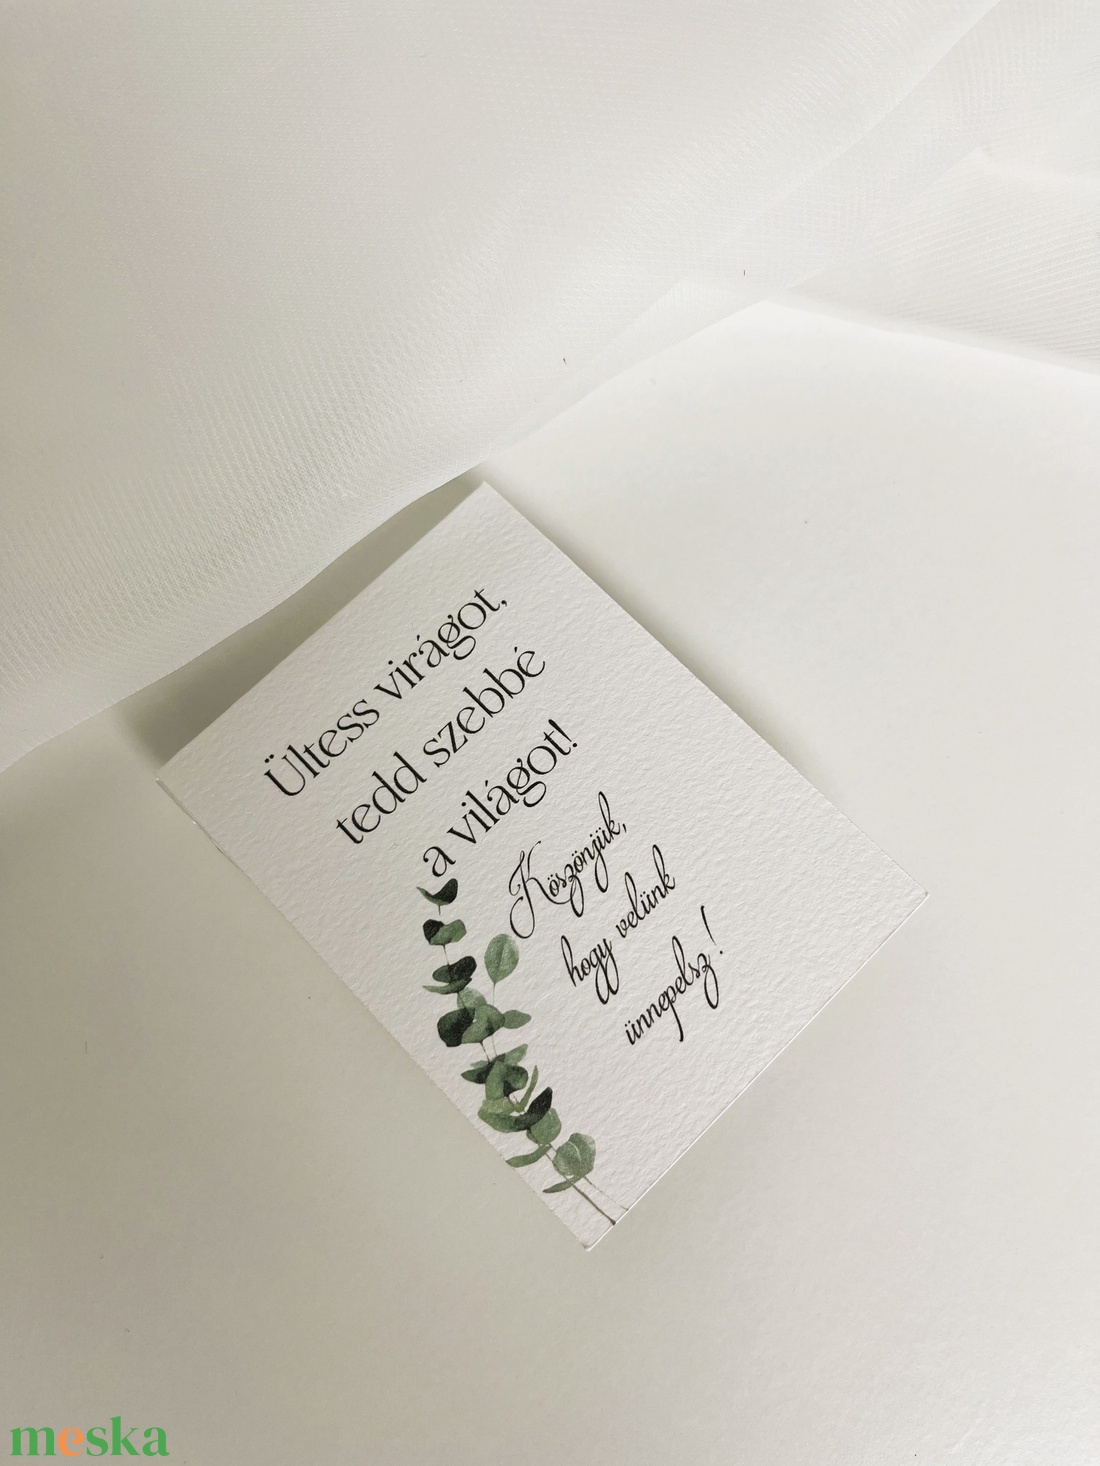 Ültess virágot,
tedd szebbé
a világot!
Köszönjük,
hogy velünk
ünnepelsz!
meska